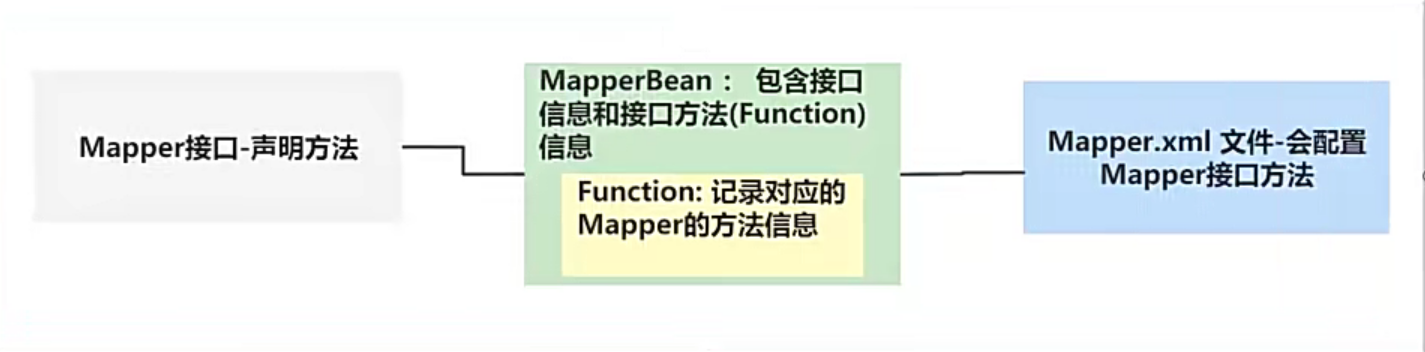 Mapper接口-声明方法
MapperBean： 包含接口
信息和接口方法(Function)
信息
Function: 记录对应的
Mapper的方法信息
Mapper.xml 文件-会配置
Mapper接口方法